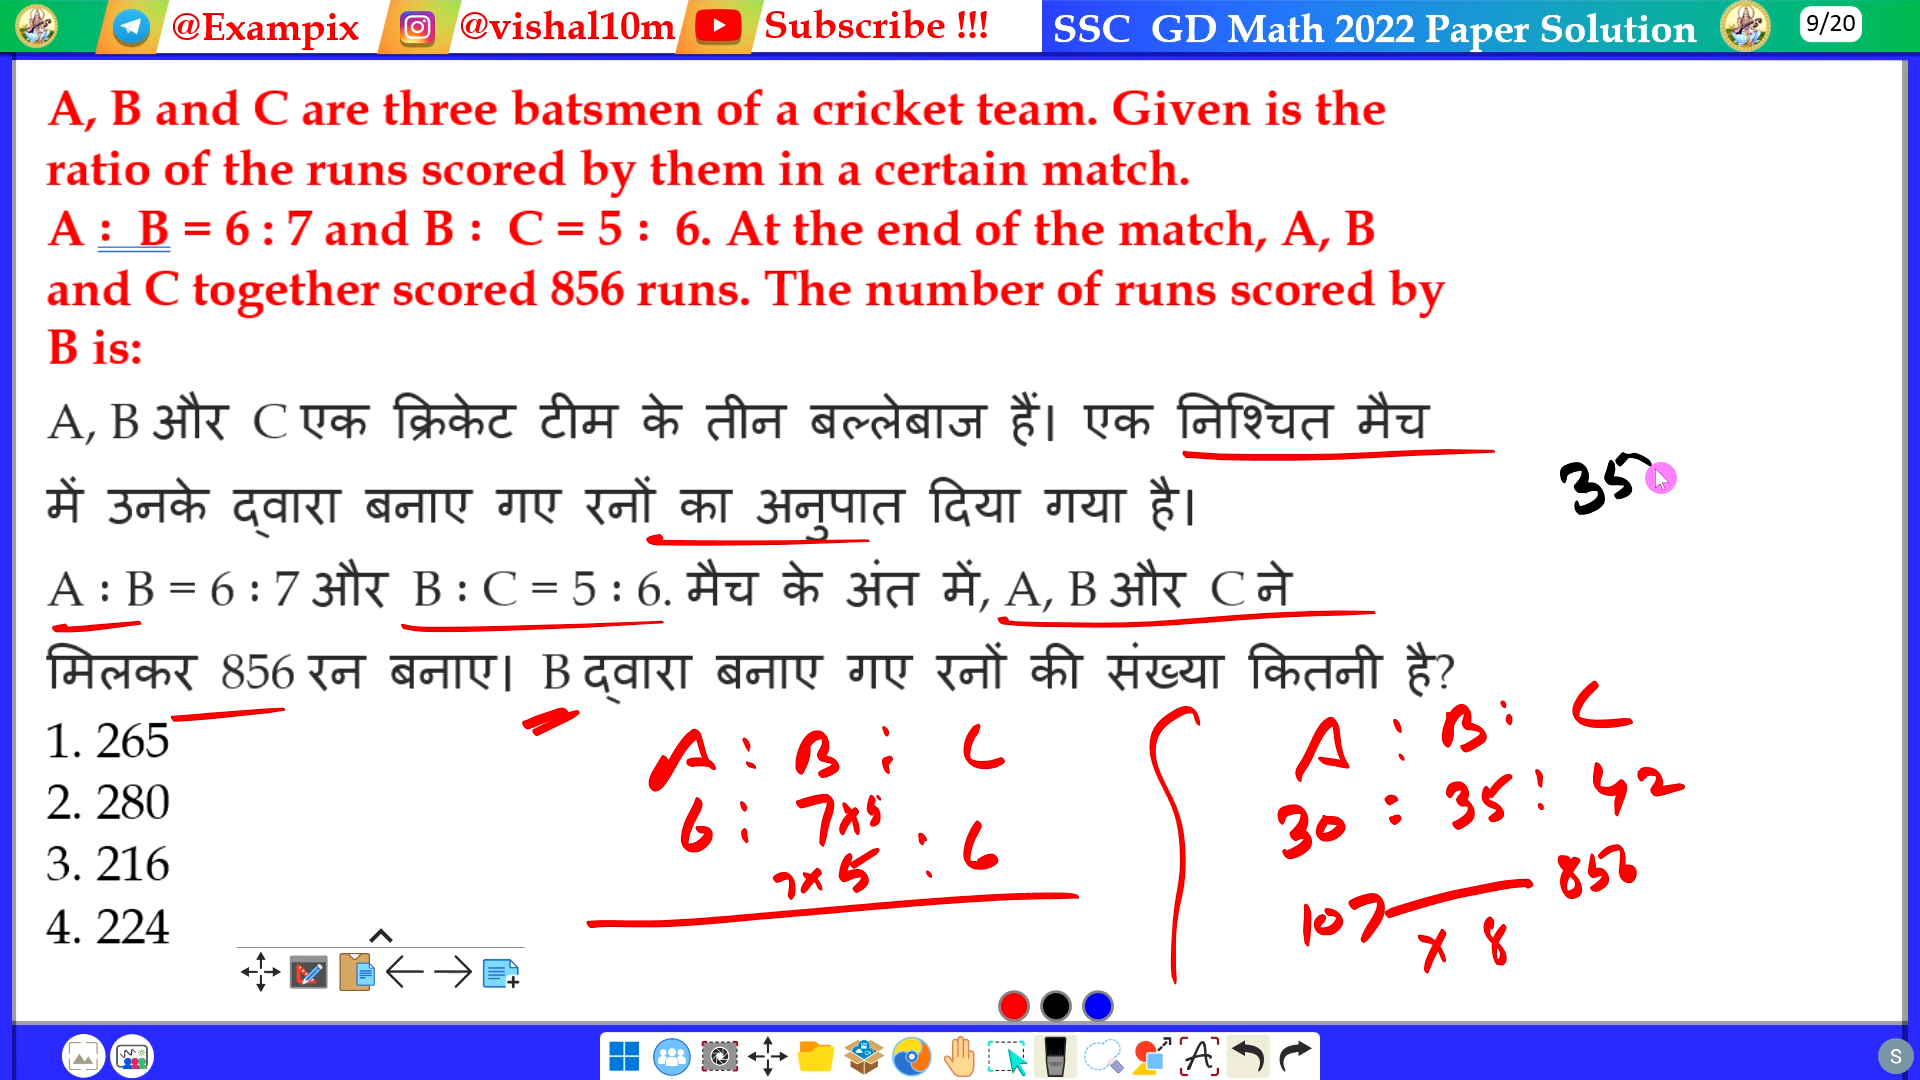 @Exampix @vishal10m Subscribe !!! SSC GD Math 2022 Paper Solution 9/20
A, B and C are three batsmen of a cricket team. Given is the
ratio of the runs scored by them in a certain match.
A : B = 6 : 7 and B : C = 5 : 6. At the end of the match, A, B
and C together scored 856 runs. The number of runs scored by
B is:
A, B और C एक क्रिकेट टीम के तीन बल्लेबाज हैं। एक निश्चित मैच
में उनके द्वारा बनाए गए रनों का अनुपात दिया गया है।
35
A : B = 6 : 7 और B : C = 5 : 6. मैच के अंत में, A, B और C ने
मिलकर 856 रन बनाए। B द्वारा बनाए गए रनों की संख्या कितनी है?
1. 265
2. 280
3. 216
4. 224
A : B : C
6 : 7×5
7×5 : 6
A : B : C
30 : 35 : 42
107 856
× 8
S